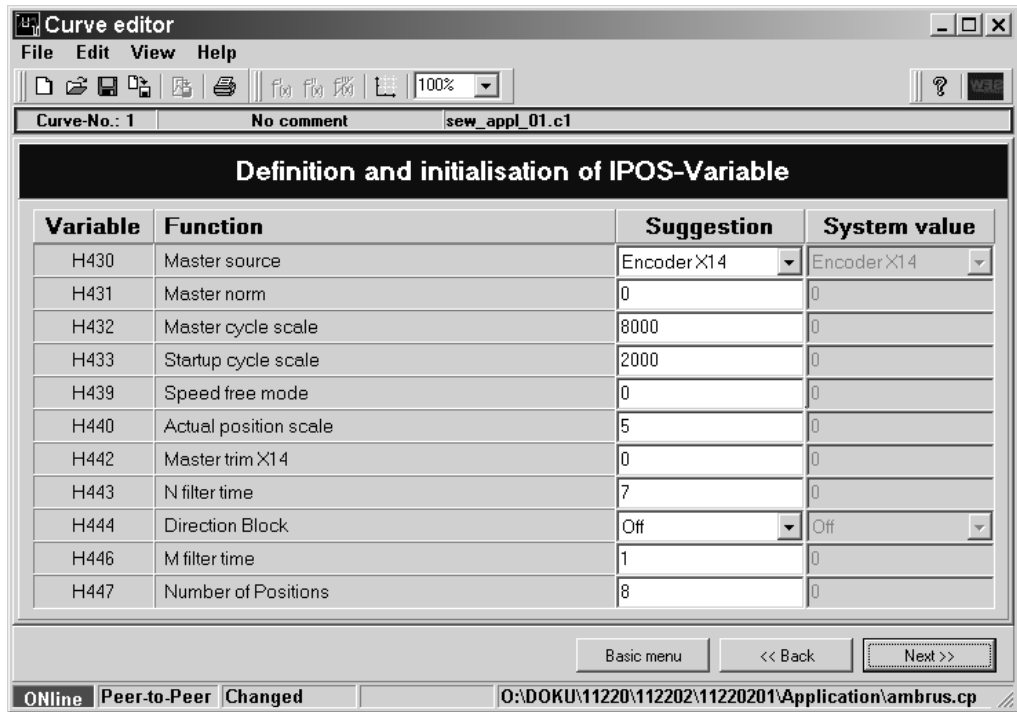 Curve editor
File Edit View Help
f(x) f'(x) f''(x) 100% ? SEW
Curve-No.: 1 No comment sew_appl_01.c1
Definition and initialisation of IPOS-Variable
Variable Function Suggestion System value
H430 Master source Encoder X14 Encoder X14
H431 Master norm 0 0
H432 Master cycle scale 8000 0
H433 Startup cycle scale 2000 0
H439 Speed free mode 0 0
H440 Actual position scale 5 0
H442 Master trim X14 0 0
H443 N filter time 7 0
H444 Direction Block Off Off
H446 M filter time 1 0
H447 Number of Positions 8 0
Basic menu << Back Next >>
ONline Peer-to-Peer Changed O:\DOKU\11220\112202\11220201\Application\ambrus.cp